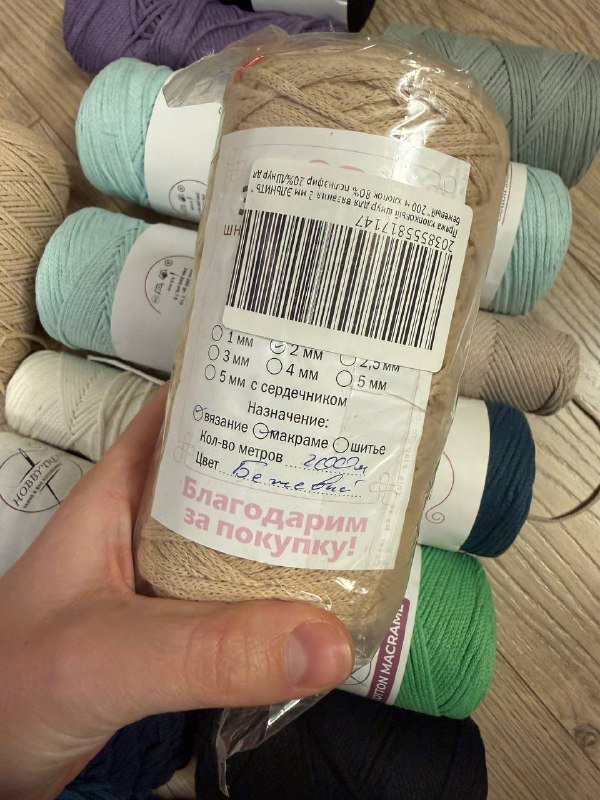 Пряжа хлопковый шнур для вязания 2 мм ЭЛЬНИТЬ "
бежевый" 200 м хлопок 80% полиэфир 20%/Шнур дл
2038555817147
1 мм 2 мм 2,5 мм
3 мм 4 мм 5 мм
5 мм с сердечником
Назначение:
вязание макраме шитье
Кол-во метров 200м
Цвет Бежевый
Благодарим
за покупку!
COTTON MACRAME